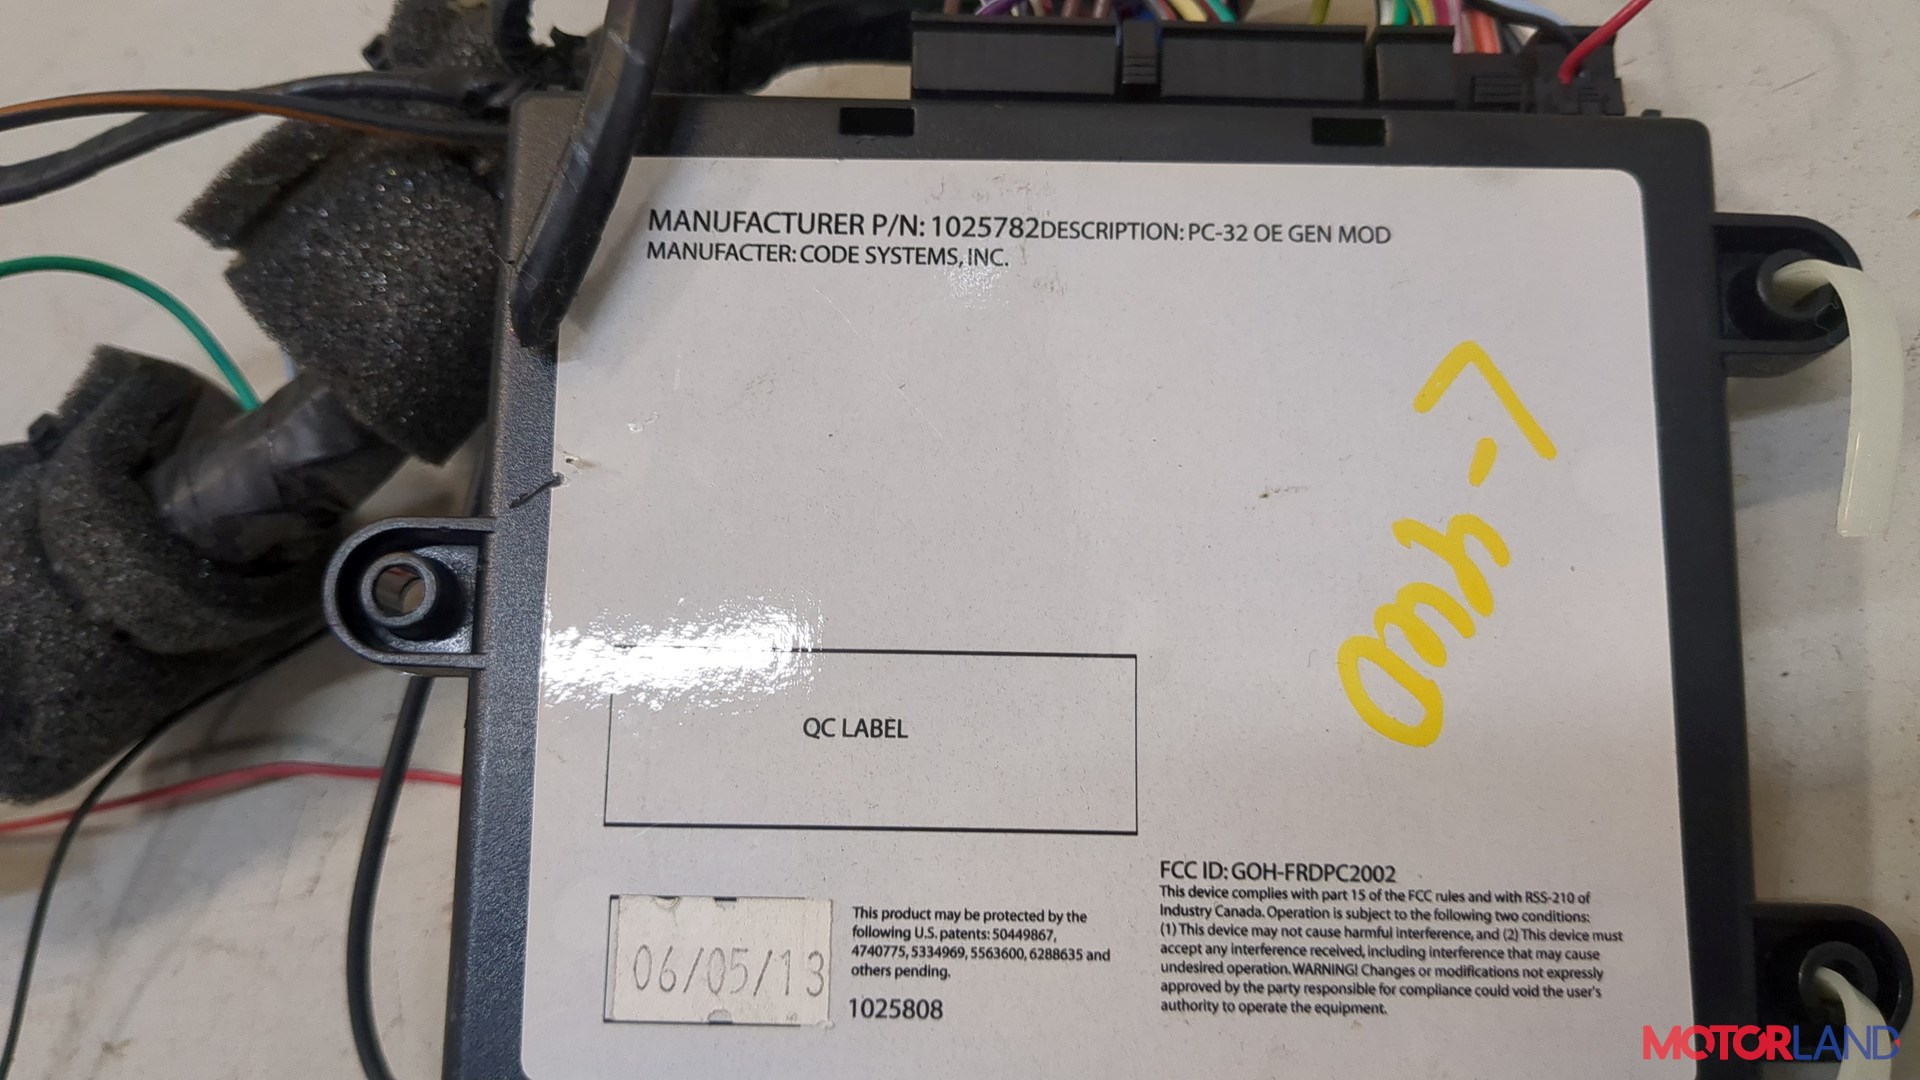 MANUFACTURER P/N: 1025782 DESCRIPTION: PC-32 OE GEN MOD
MANUFACTER: CODE SYSTEMS, INC.
QC LABEL
06/05/13
This product may be protected by the
following U.S. patents: 50449867,
4740775, 5334969, 5563600, 6288635 and
others pending.
1025808
FCC ID: GOH-FRDPC2002
This device complies with part 15 of the FCC rules and with RSS-210 of
Industry Canada. Operation is subject to the following two conditions:
(1) This device may not cause harmful interference, and (2) This device must
accept any interference received, including interference that may cause
undesired operation. WARNING! Changes or modifications not expressly
approved by the party responsible for compliance could void the user's
authority to operate the equipment.
MOTORLAND